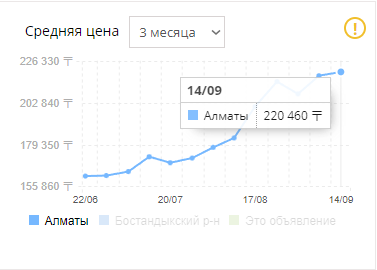 Средняя цена
3 месяца
226 330 ₸
202 840 ₸
179 350 ₸
155 860 ₸
14/09
Алматы 220 460 ₸
22/06 20/07 17/08 14/09
Алматы Бостандыкский р-н Это объявление